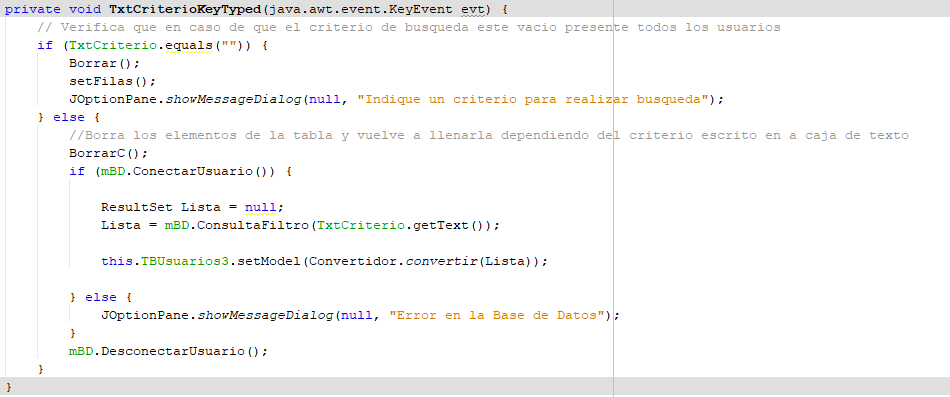 private void TxtCriterioKeyTyped(java.awt.event.KeyEvent evt) {
    // Verifica que en caso de que el criterio de busqueda este vacio presente todos los usuarios
    if (TxtCriterio.equals("")) {
        Borrar();
        setFilas();
        JOptionPane.showMessageDialog(null, "Indique un criterio para realizar busqueda");
    } else {
        //Borra los elementos de la tabla y vuelve a llenarla dependiendo del criterio escrito en a caja de texto
        BorrarC();
        if (mBD.ConectarUsuario()) {
            ResultSet Lista = null;
            Lista = mBD.ConsultaFiltro(TxtCriterio.getText());
            this.TBUsuarios3.setModel(Convertidor.convertir(Lista));
        } else {
            JOptionPane.showMessageDialog(null, "Error en la Base de Datos");
        }
        mBD.DesconectarUsuario();
    }
}